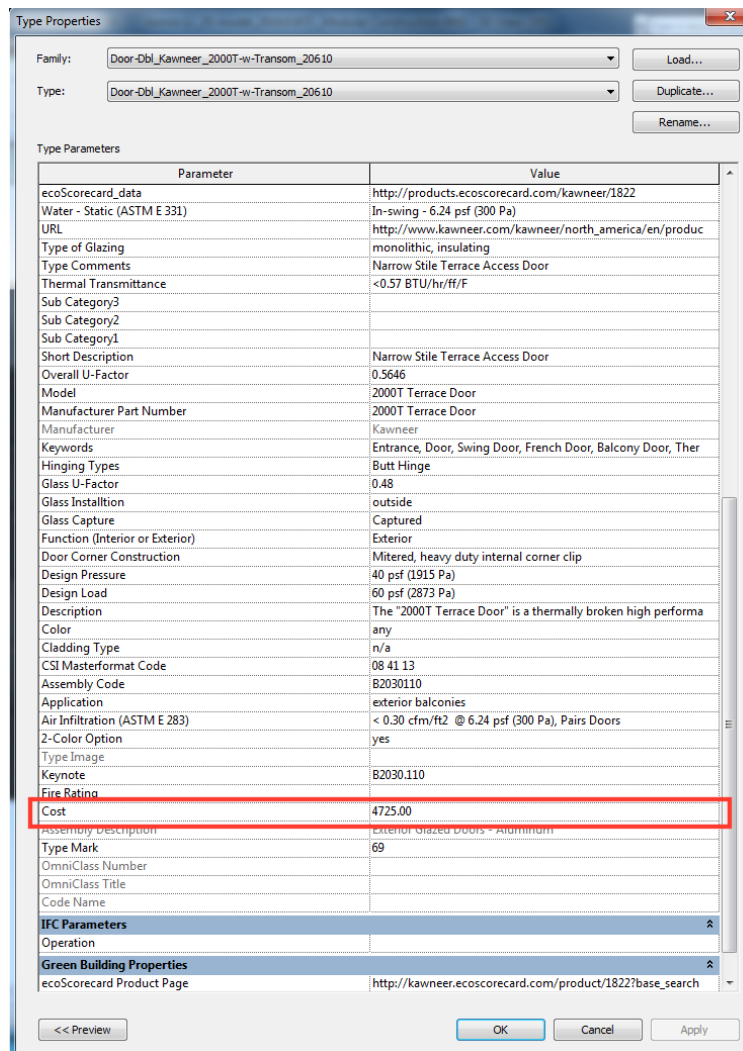 Type Properties
Family: Door-Dbl_Kawneer_2000T-w-Transom_20610 Load...
Type: Door-Dbl_Kawneer_2000T-w-Transom_20610 Duplicate...
Rename...
Type Parameters
Parameter Value
ecoScorecard_data http://products.ecoscorecard.com/kawneer/1822
Water - Static (ASTM E 331) In-swing - 6.24 psf (300 Pa)
URL http://www.kawneer.com/kawneer/north_america/en/produc
Type of Glazing monolithic, insulating
Type Comments Narrow Stile Terrace Access Door
Thermal Transmittance <0.57 BTU/hr/ff/F
Sub Category3
Sub Category2
Sub Category1
Short Description Narrow Stile Terrace Access Door
Overall U-Factor 0.5646
Model 2000T Terrace Door
Manufacturer Part Number 2000T Terrace Door
Manufacturer Kawneer
Keywords Entrance, Door, Swing Door, French Door, Balcony Door, Ther
Hinging Types Butt Hinge
Glass U-Factor 0.48
Glass Installtion outside
Glass Capture Captured
Function (Interior or Exterior) Exterior
Door Corner Construction Mitered, heavy duty internal corner clip
Design Pressure 40 psf (1915 Pa)
Design Load 60 psf (2873 Pa)
Description The "2000T Terrace Door" is a thermally broken high performa
Color any
Cladding Type n/a
CSI Masterformat Code 08 41 13
Assembly Code B2030110
Application exterior balconies
Air Infiltration (ASTM E 283) < 0.30 cfm/ft2 @ 6.24 psf (300 Pa), Pairs Doors
2-Color Option yes
Type Image
Keynote B2030.110
Fire Rating
Cost 4725.00
Assembly Description Exterior Glazed Doors - Aluminum
Type Mark 69
OmniClass Number
OmniClass Title
Code Name
IFC Parameters
Operation
Green Building Properties
ecoScorecard Product Page http://kawneer.ecoscorecard.com/product/1822?base_search
<< Preview OK Cancel Apply